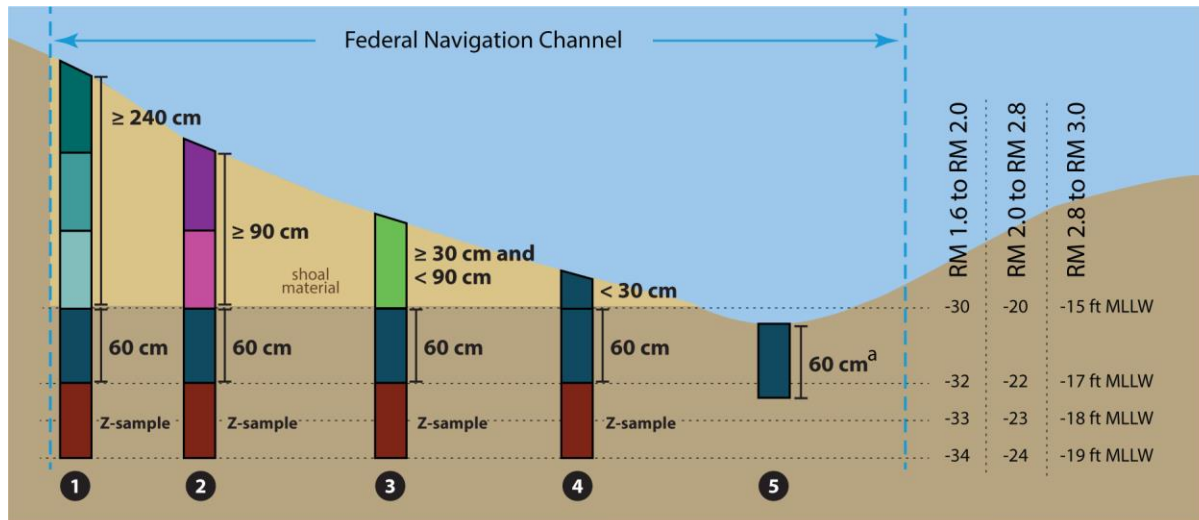 Federal Navigation Channel
≥ 240 cm
≥ 90 cm
shoal
material
≥ 30 cm and
< 90 cm
< 30 cm
60 cm
60 cm
60 cm
60 cm
60 cmᵃ
Z-sample
Z-sample
Z-sample
Z-sample
1
2
3
4
5
RM 1.6 to RM 2.0
RM 2.0 to RM 2.8
RM 2.8 to RM 3.0
-30 -20 -15 ft MLLW
-32 -22 -17 ft MLLW
-33 -23 -18 ft MLLW
-34 -24 -19 ft MLLW